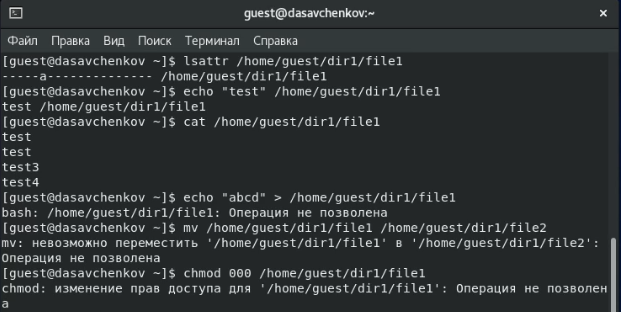 guest@dasavchenkov:~
Файл Правка Вид Поиск Терминал Справка
[guest@dasavchenkov ~]$ lsattr /home/guest/dir1/file1
-----a-------------- /home/guest/dir1/file1
[guest@dasavchenkov ~]$ echo "test" /home/guest/dir1/file1
test /home/guest/dir1/file1
[guest@dasavchenkov ~]$ cat /home/guest/dir1/file1
test
test
test3
test4
[guest@dasavchenkov ~]$ echo "abcd" > /home/guest/dir1/file1
bash: /home/guest/dir1/file1: Операция не позволена
[guest@dasavchenkov ~]$ mv /home/guest/dir1/file1 /home/guest/dir1/file2
mv: невозможно переместить '/home/guest/dir1/file1' в '/home/guest/dir1/file2':
Операция не позволена
[guest@dasavchenkov ~]$ chmod 000 /home/guest/dir1/file1
chmod: изменение прав доступа для '/home/guest/dir1/file1': Операция не позволен
а